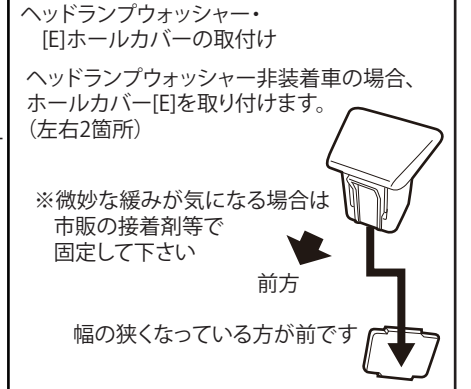 ヘッドランプウォッシャー・
[E]ホールカバーの取付け
ヘッドランプウォッシャー非装着車の場合、
ホールカバー[E]を取り付けます。
（左右2箇所）
※微妙な緩みが気になる場合は
市販の接着剤等で
固定して下さい
前方
幅の狭くなっている方が前です